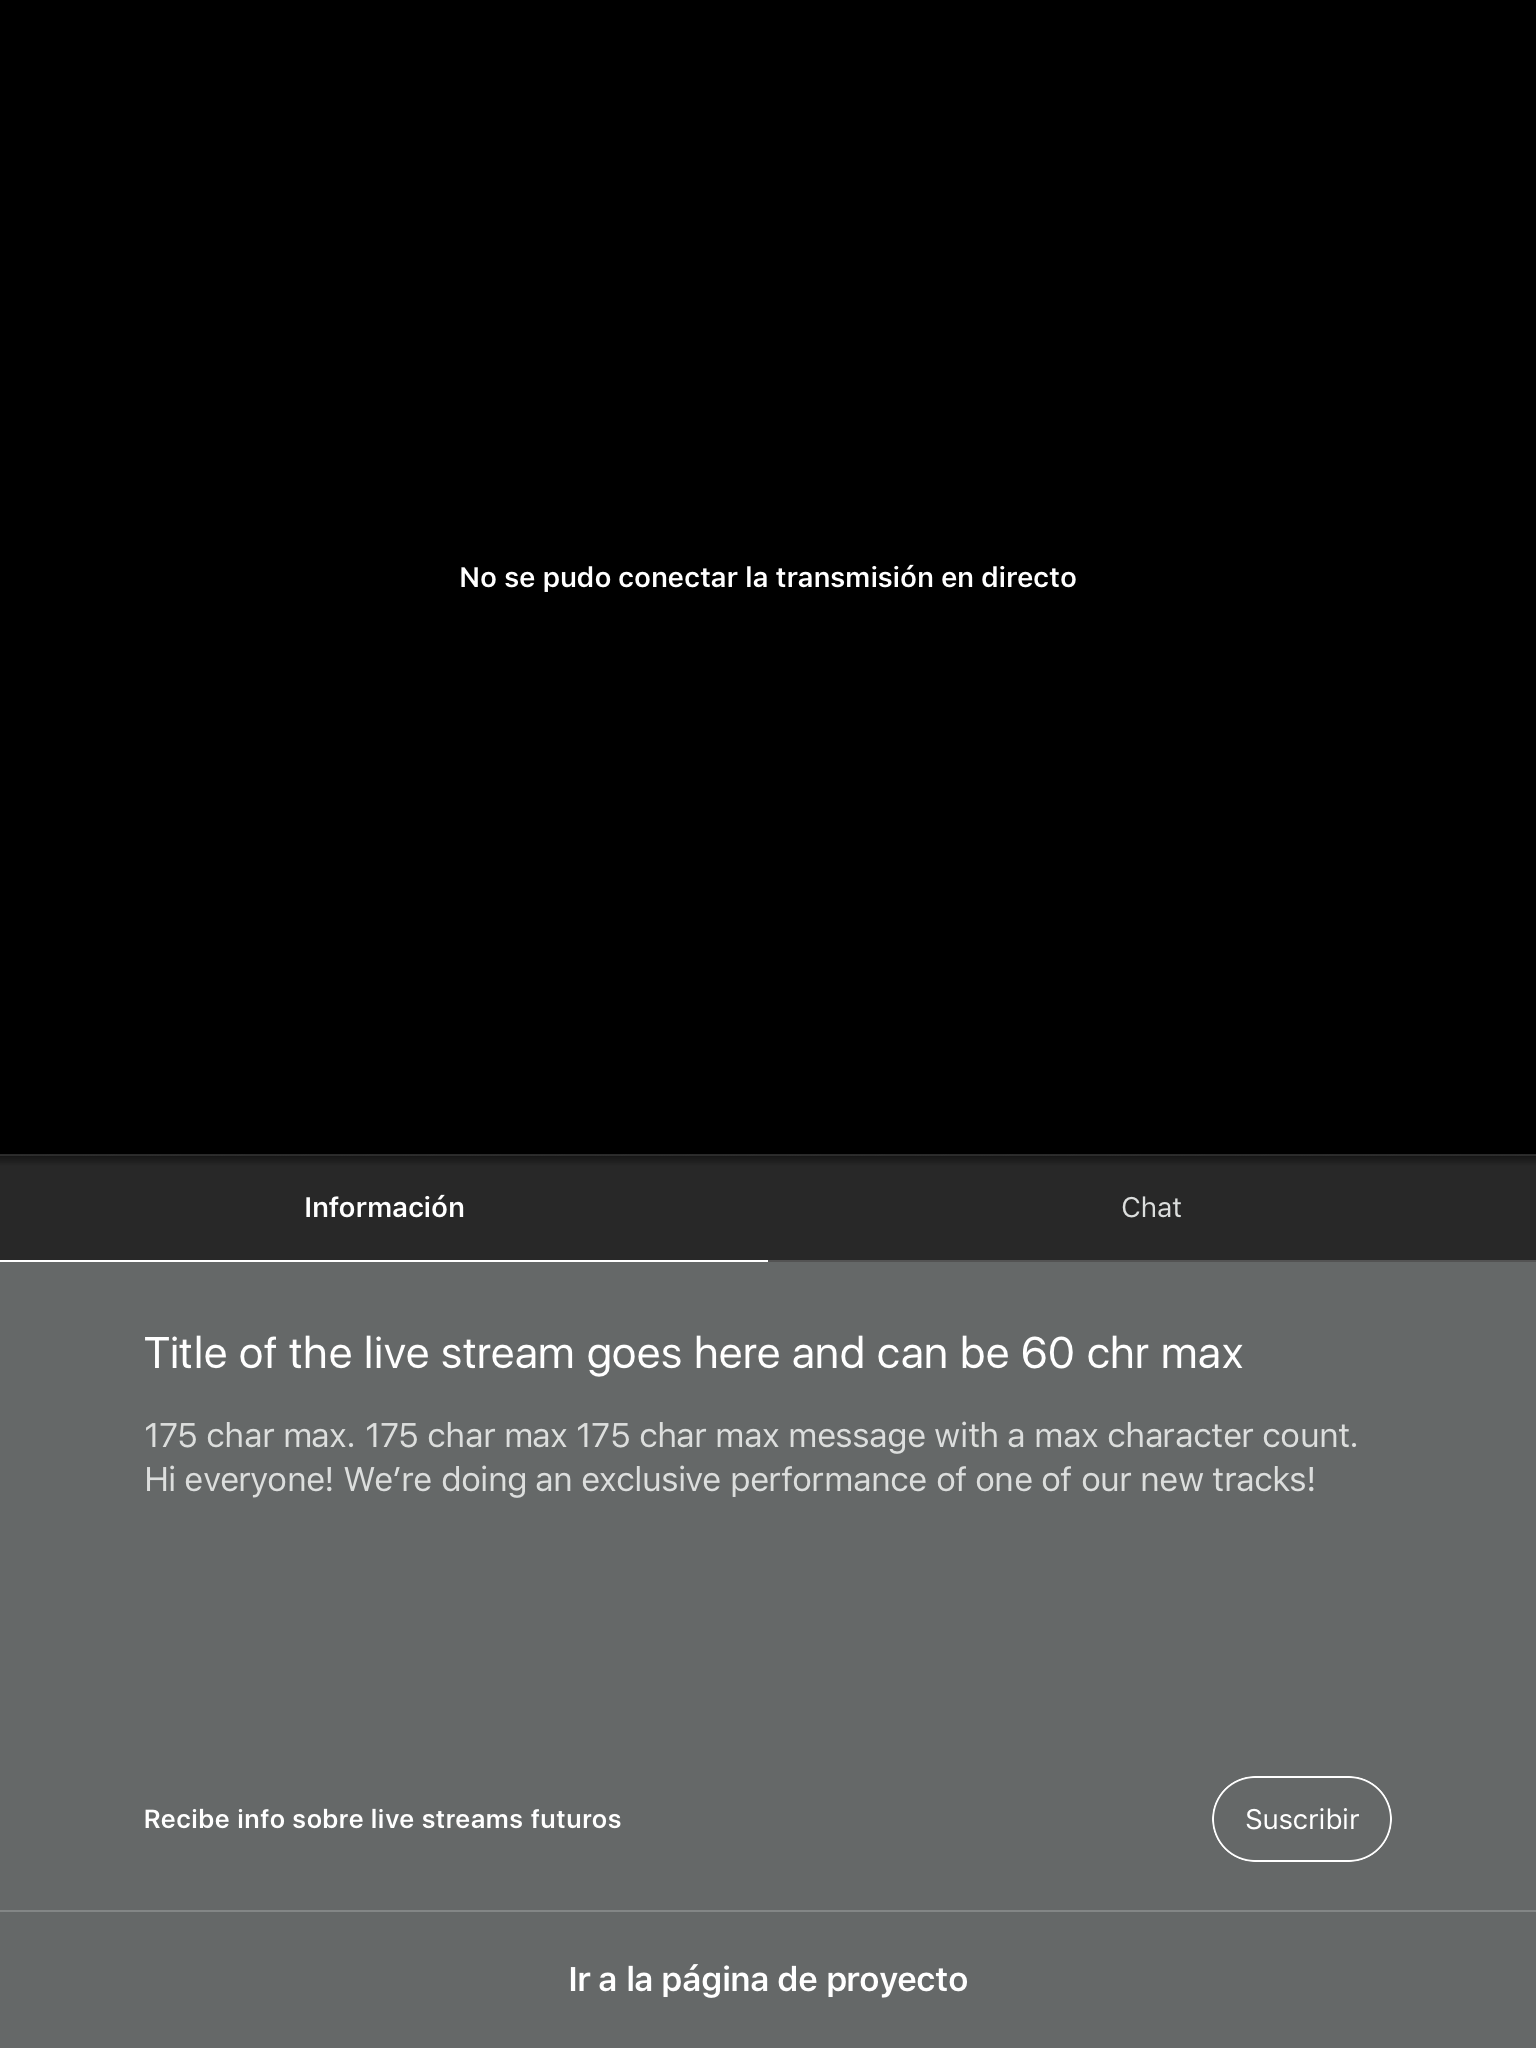 No se pudo conectar la transmisión en directo
Información
Chat
Title of the live stream goes here and can be 60 chr max
175 char max. 175 char max 175 char max message with a max character count.
Hi everyone! We’re doing an exclusive performance of one of our new tracks!
Recibe info sobre live streams futuros
Suscribir
Ir a la página de proyecto